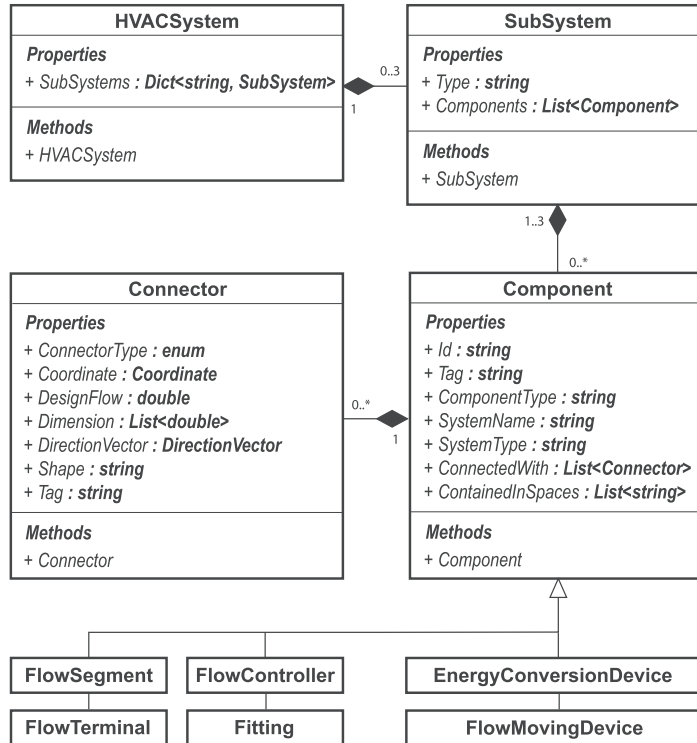 HVACSystem
Properties
+ SubSystems : Dict<string, SubSystem>
Methods
+ HVACSystem
1
0..3
SubSystem
Properties
+ Type : string
+ Components : List<Component>
Methods
+ SubSystem
1..3
0..*
Connector
Properties
+ ConnectorType : enum
+ Coordinate : Coordinate
+ DesignFlow : double
+ Dimension : List<double>
+ DirectionVector : DirectionVector
+ Shape : string
+ Tag : string
Methods
+ Connector
0..*
1
Component
Properties
+ Id : string
+ Tag : string
+ ComponentType : string
+ SystemName : string
+ SystemType : string
+ ConnectedWith : List<Connector>
+ ContainedInSpaces : List<string>
Methods
+ Component
FlowSegment
FlowController
EnergyConversionDevice
FlowTerminal
Fitting
FlowMovingDevice